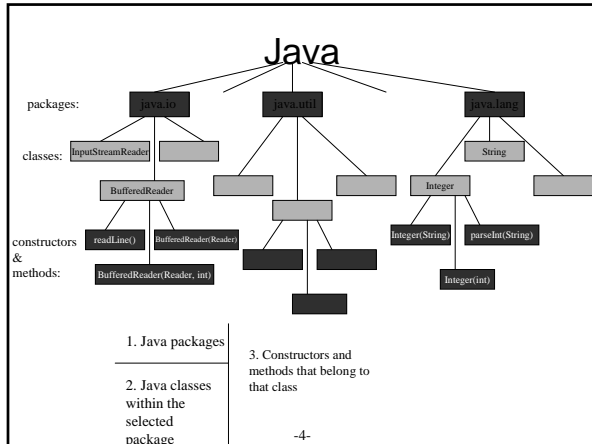 Java
packages:
java.io
java.util
java.lang
classes:
InputStreamReader
String
BufferedReader
Integer
constructors
&
methods:
readLine()
BufferedReader(Reader)
Integer(String)
parseInt(String)
BufferedReader(Reader, int)
Integer(int)
1. Java packages
2. Java classes
within the
selected
package
3. Constructors and
methods that belong to
that class
-4-